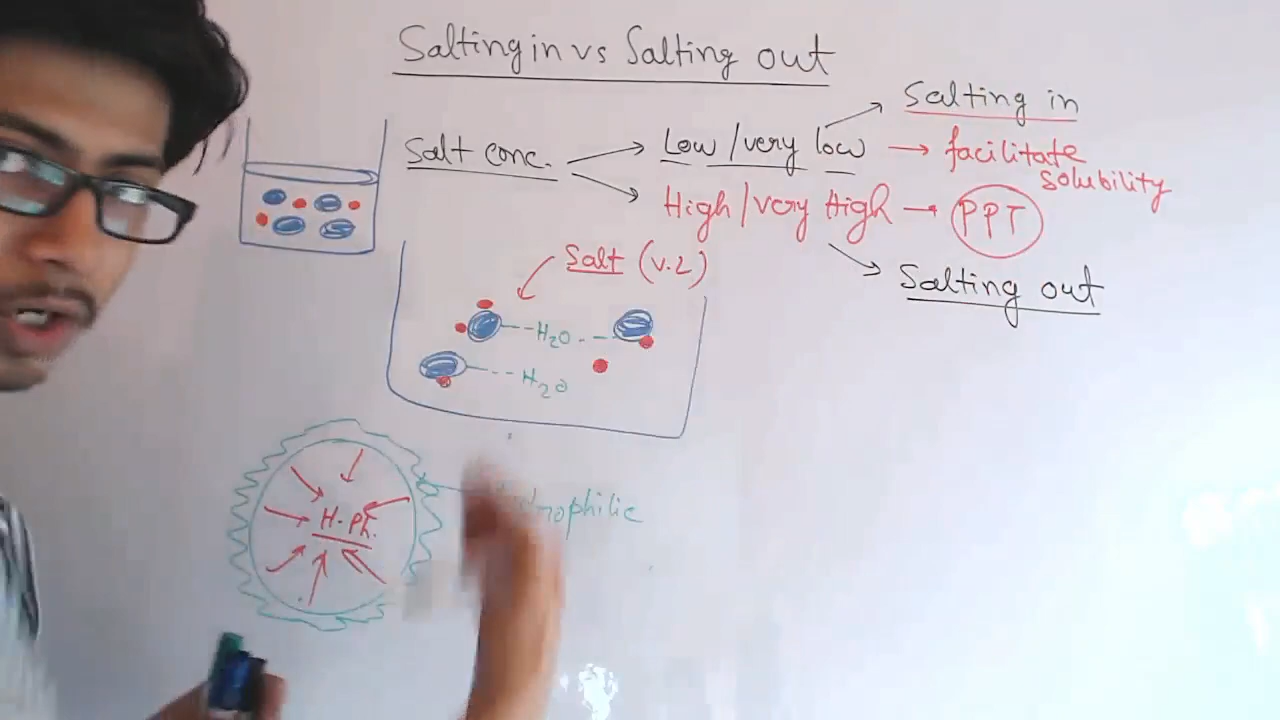 Salting in vs Salting out
Salt conc.
Low / very low
Salting in
facilitate
solubility
High / very High
PPT
Salting out
Salt (v.2)
H2O
H2O
H-Ph.